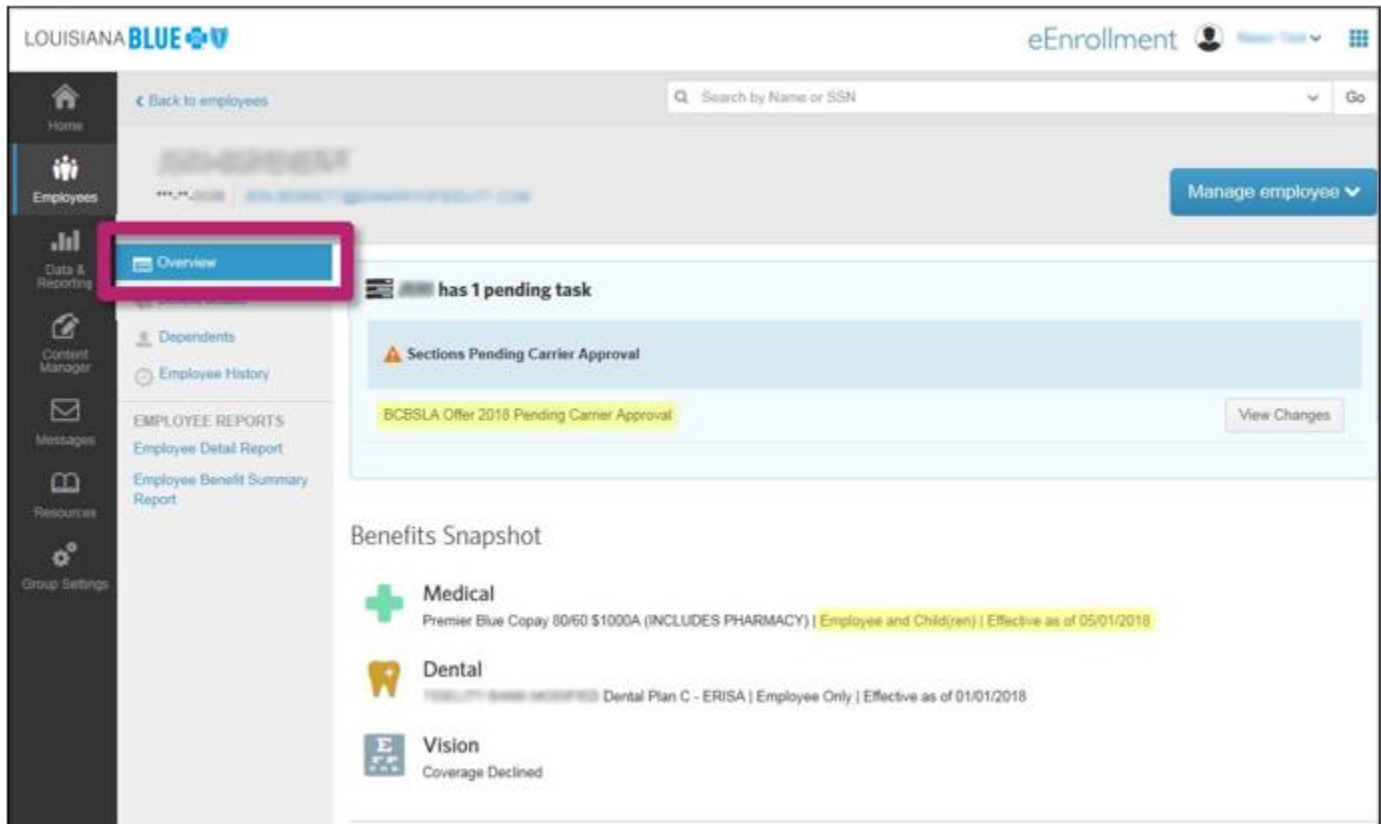 LOUISIANA BLUE
eEnrollment
Home
Employees
Data &
Reporting
Content
Manager
Messages
Resources
Group Settings
Back to employees
Search by Name or SSN
Go
Manage employee
Overview
Dependents
Employee History
EMPLOYEE REPORTS
Employee Detail Report
Employee Benefit Summary
Report
has 1 pending task
Sections Pending Carrier Approval
BCBSLA Offer 2018 Pending Carrier Approval
View Changes
Benefits Snapshot
Medical
Premier Blue Copay 80/60 $1000A (INCLUDES PHARMACY) | Employee and Child(ren) | Effective as of 05/01/2018
Dental
Dental Plan C - ERISA | Employee Only | Effective as of 01/01/2018
Vision
Coverage Declined